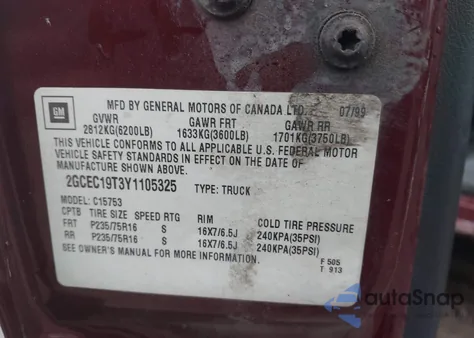 GM
MFD BY GENERAL MOTORS OF CANADA LTD. 07/99
GVWR GAWR FRT GAWR RR
2812KG(6200LB) 1633KG(3600LB) 1701KG(3750LB)
THIS VEHICLE CONFORMS TO ALL APPLICABLE U.S. FEDERAL MOTOR
VEHICLE SAFETY STANDARDS IN EFFECT ON THE DATE OF
MANUFACTURE SHOWN ABOVE.
2GCEC19T3Y1105325 TYPE: TRUCK
MODEL: C15753
CPTB TIRE SIZE SPEED RTG RIM COLD TIRE PRESSURE
FRT P235/75R16 S 16X7/6.5J 240KPA(35PSI)
RR P235/75R16 S 16X7/6.5J 240KPA(35PSI)
SEE OWNER'S MANUAL FOR MORE INFORMATION.
F 505
T 913
autaSnap